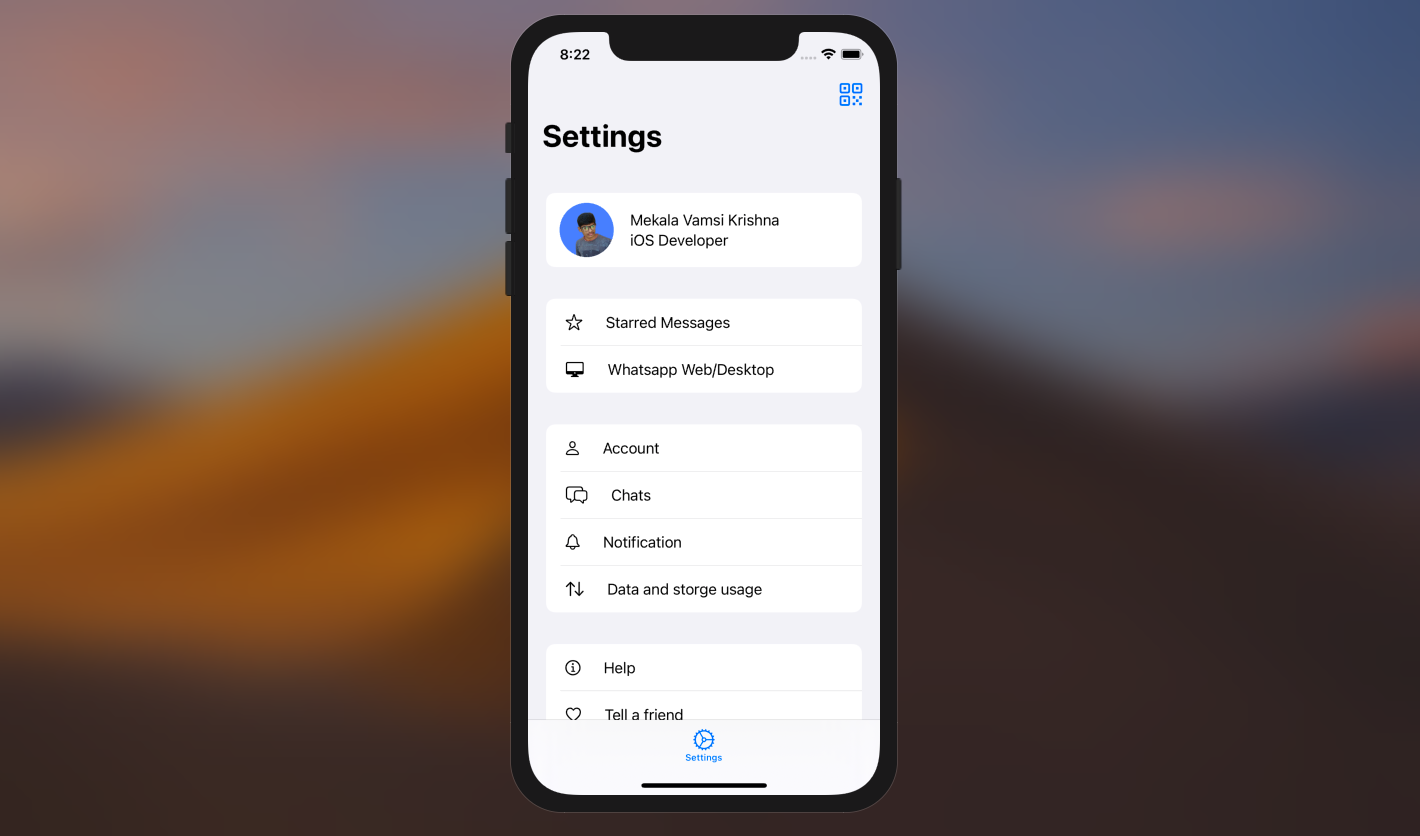 8:22
Settings
Mekala Vamsi Krishna
iOS Developer
Starred Messages
Whatsapp Web/Desktop
Account
Chats
Notification
Data and storge usage
Help
Tell a friend
Settings